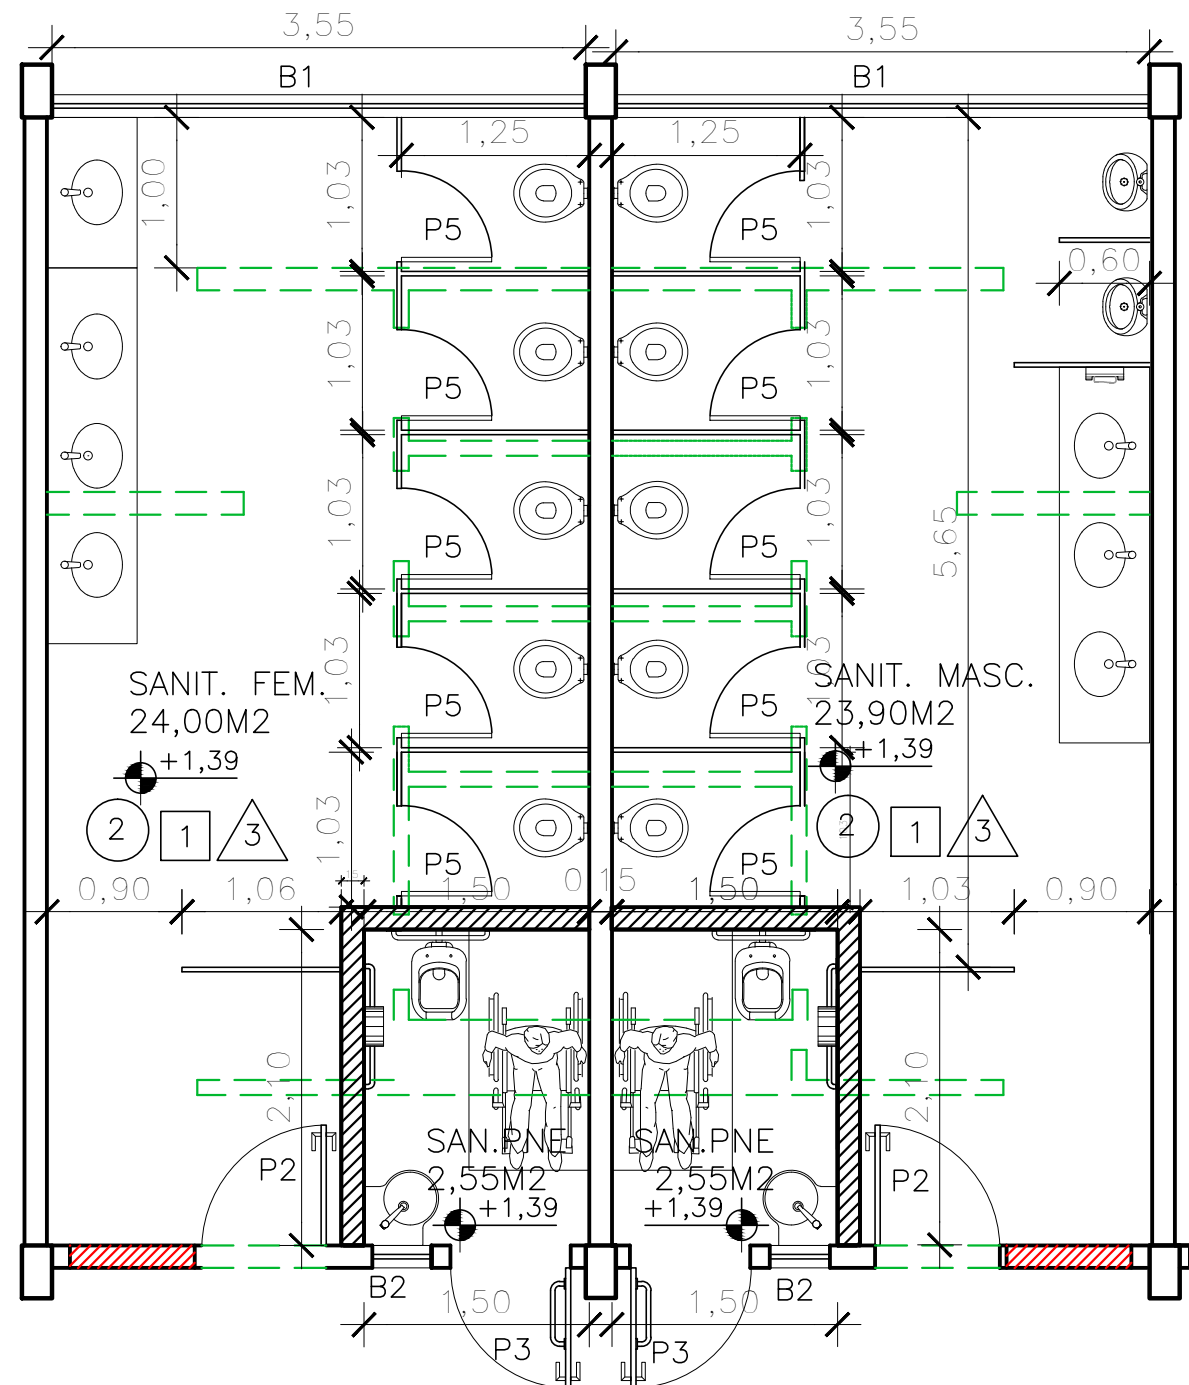 3,55
3,55
B1
B1
1,25
1,25
1,00
1,03
1,03
P5
P5
0,60
1,03
1,03
P5
P5
1,03
1,03
5,65
P5
P5
1,03
1,03
SANIT. FEM.
24,00M2
+1,39
P5
P5
SANIT. MASC.
23,90M2
+1,39
2
1
3
1,03
P5
P5
2
1
3
0,90
1,06
15
1,50
0,15
1,50
1,03
0,90
2,10
2,10
SAN.PNE
2,55M2
+1,39
SAN.PNE
2,55M2
+1,39
P2
P2
B2
B2
1,50
1,50
P3
P3